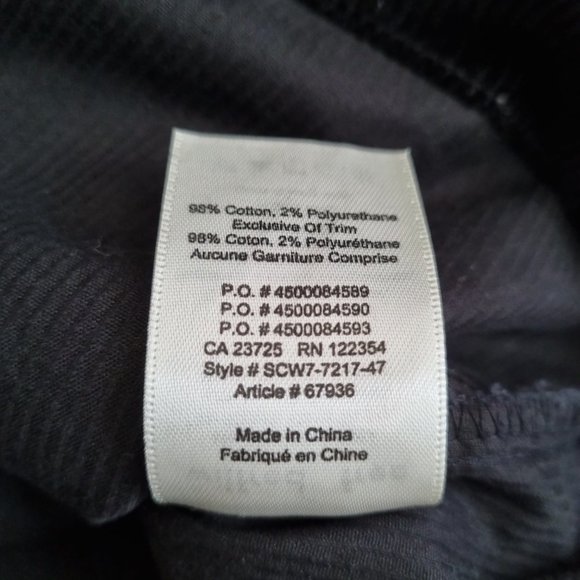 98% Cotton, 2% Polyurethane
Exclusive Of Trim
98% Coton, 2% Polyuréthane
Aucune Garniture Comprise
P.O. # 4500084589
P.O. # 4500084590
P.O. # 4500084593
CA 23725 RN 122354
Style # SCW7-7217-47
Article # 67936
Made in China
Fabriqué en Chine